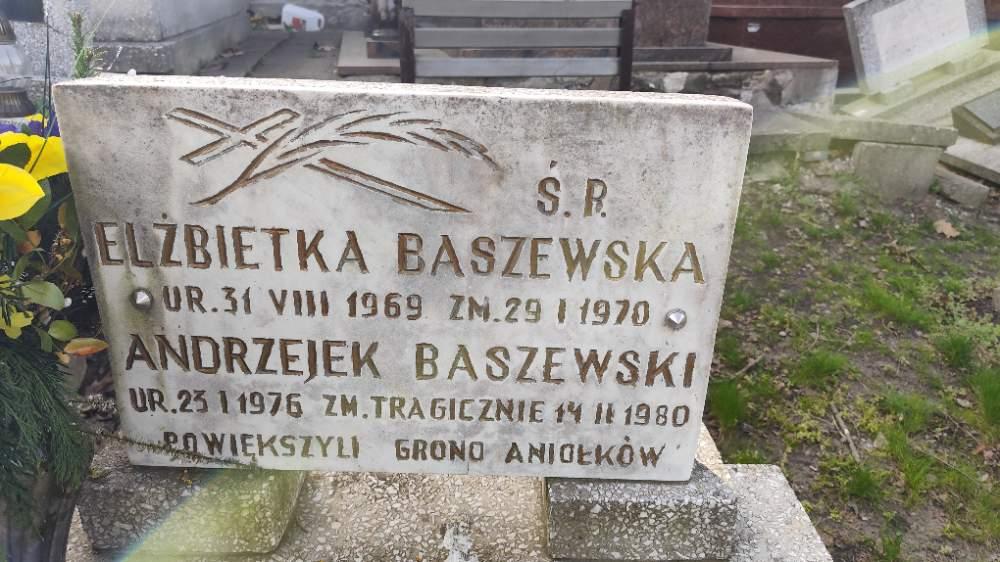 Ś.P.
ELŻBIETKA BASZEWSKA
UR.31 VIII 1969 ZM.29 I 1970
ANDRZEJEK BASZEWSKI
UR.23 I 1976 ZM.TRAGICZNIE 14 II 1980
POWIĘKSZYLI GRONO ANIOŁKÓW